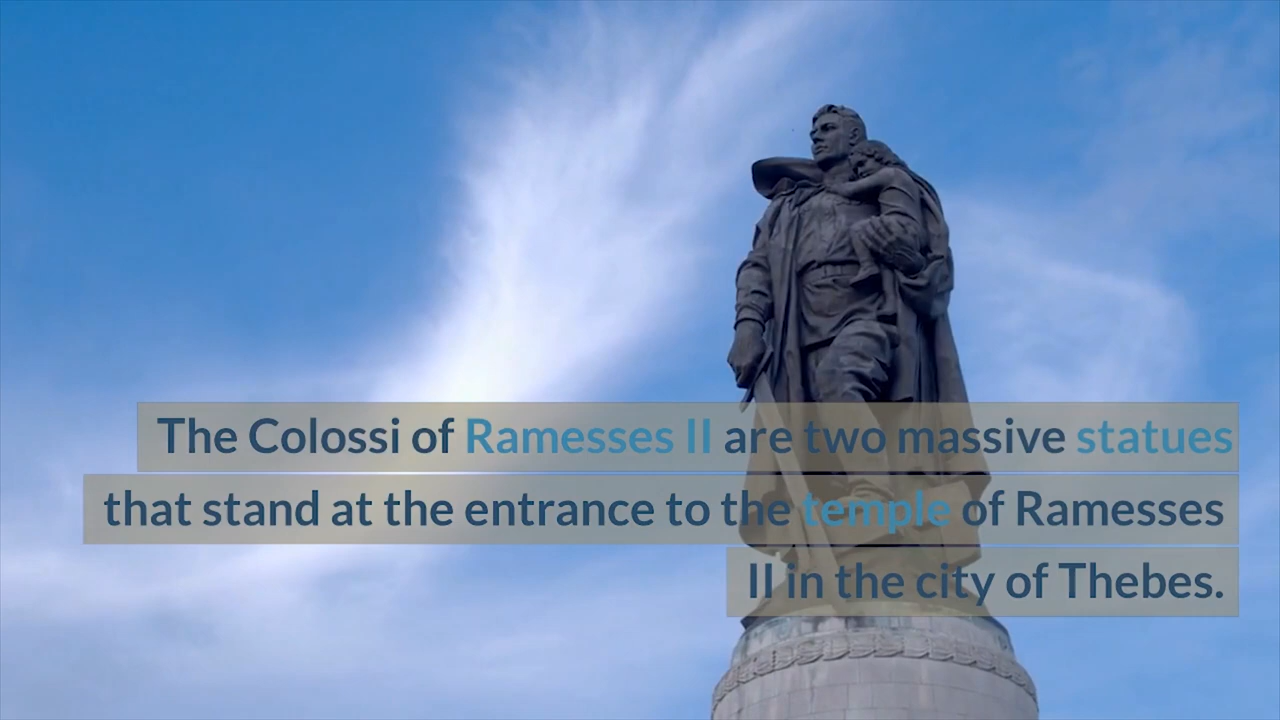 The Colossi of Ramesses II are two massive statues
that stand at the entrance to the temple of Ramesses
II in the city of Thebes.